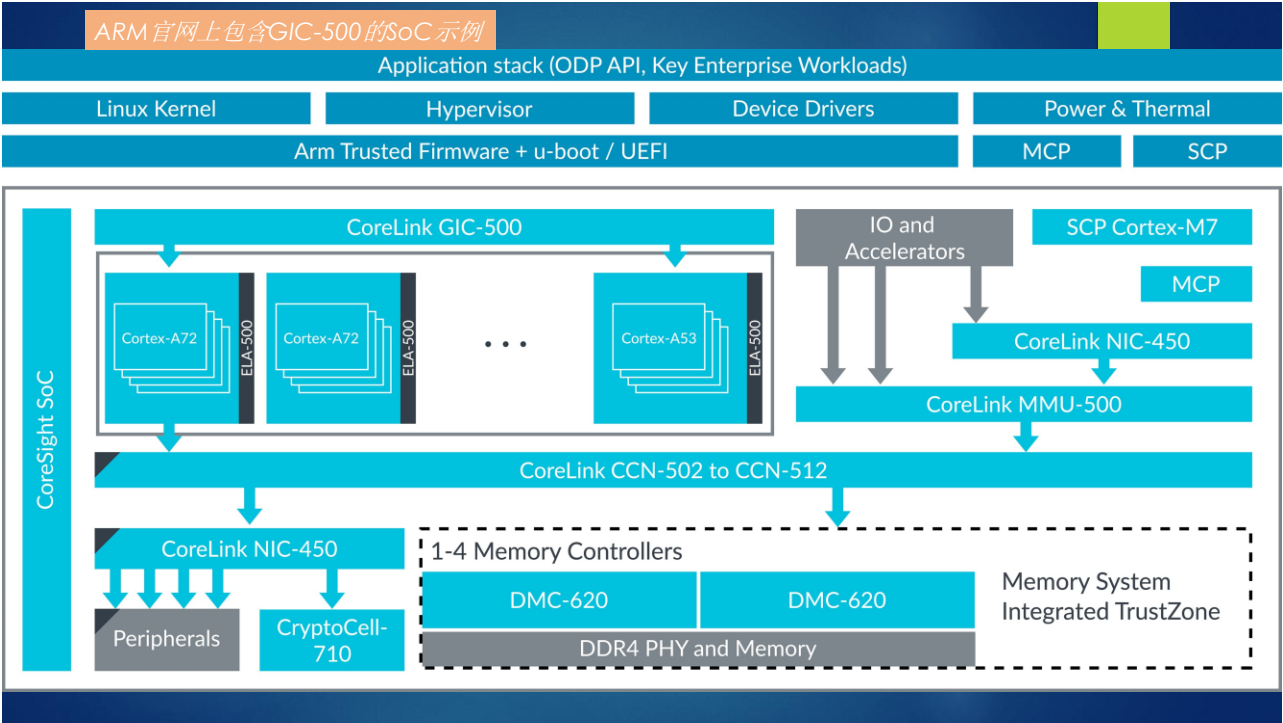 ARM官网上包含GIC-500的SoC示例
Application stack (ODP API, Key Enterprise Workloads)
Linux Kernel
Hypervisor
Device Drivers
Power & Thermal
Arm Trusted Firmware + u-boot / UEFI
MCP
SCP
CoreSight SoC
CoreLink GIC-500
Cortex-A72
ELA-500
Cortex-A72
ELA-500
...
Cortex-A53
ELA-500
IO and
Accelerators
SCP Cortex-M7
MCP
CoreLink NIC-450
CoreLink MMU-500
CoreLink CCN-502 to CCN-512
CoreLink NIC-450
Peripherals
CryptoCell-
710
1-4 Memory Controllers
DMC-620
DMC-620
DDR4 PHY and Memory
Memory System
Integrated TrustZone